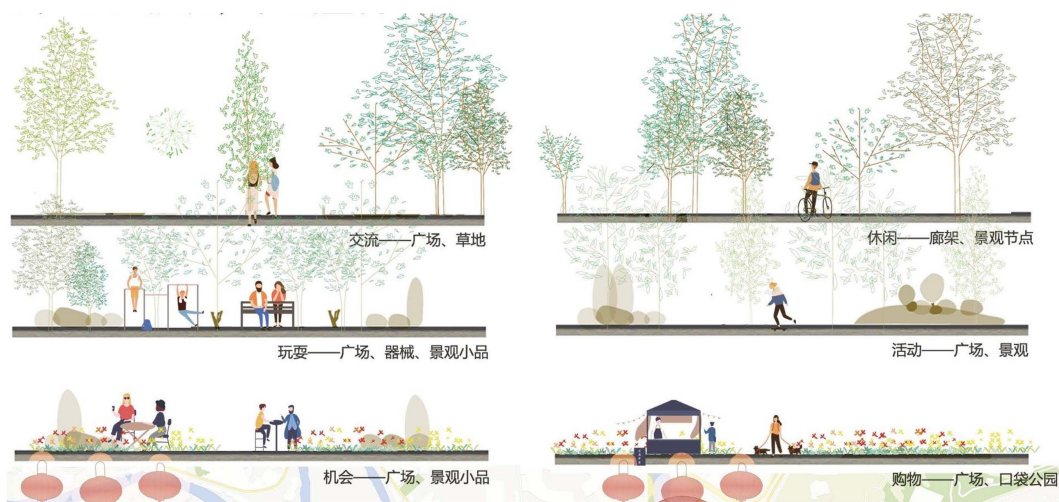 交流——广场、草地
休闲——廊架、景观节点
玩耍——广场、器械、景观小品
活动——广场、景观
机会——广场、景观小品
购物——广场、口袋公园